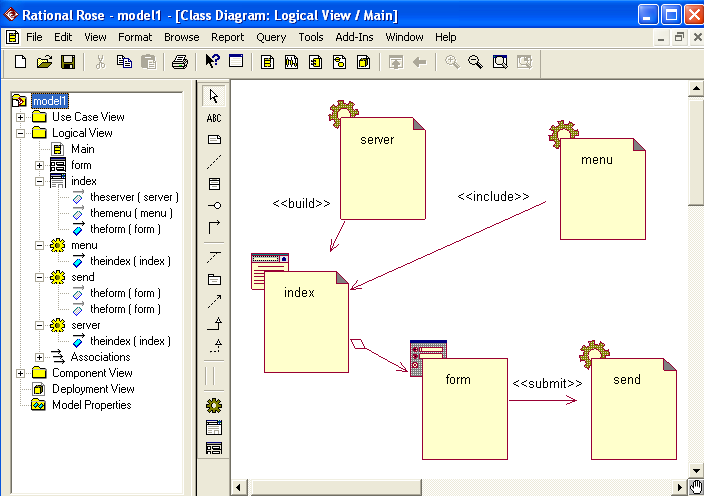 Rational Rose - model1 - [Class Diagram: Logical View / Main]
File Edit View Format Browse Report Query Tools Add-Ins Window Help
ABC
model1
Use Case View
Logical View
Main
form
index
theserver ( server )
themenu ( menu )
theform ( form )
menu
theindex ( index )
send
theform ( form )
theform ( form )
server
theindex ( index )
Associations
Component View
Deployment View
Model Properties
server
menu
<<build>>
<<include>>
index
form
<<submit>>
send